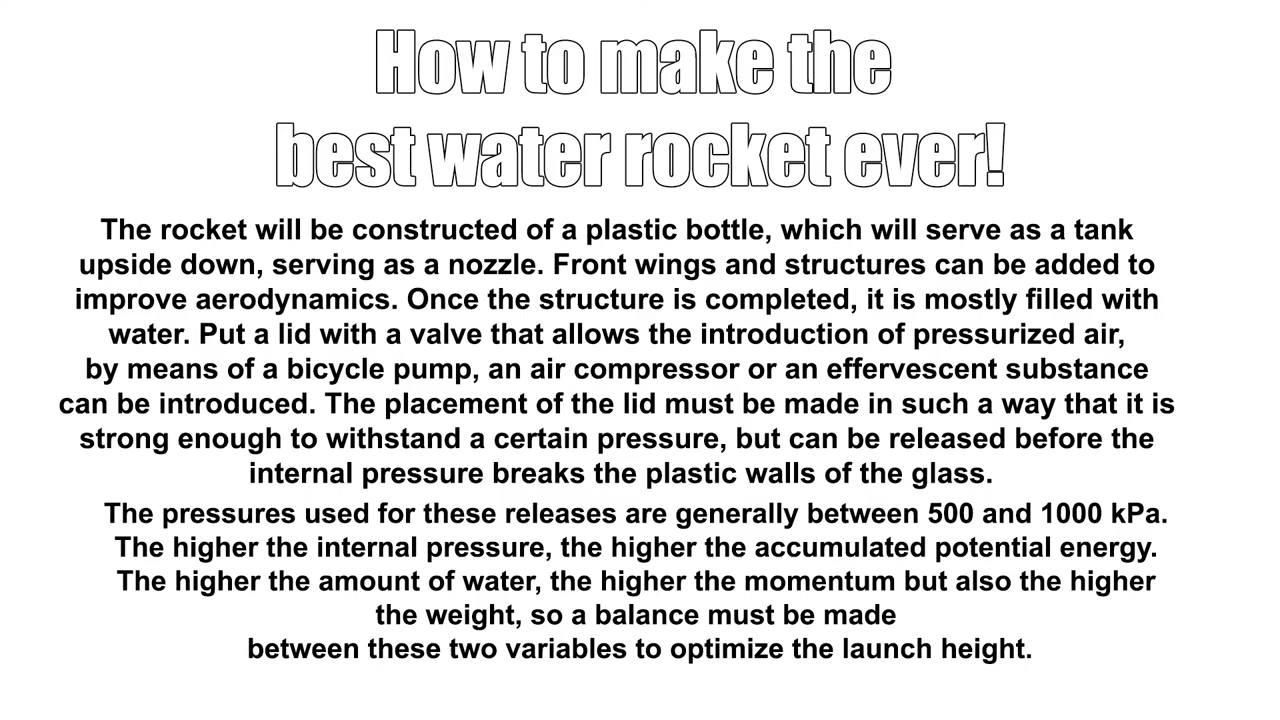 How to make the
best water rocket ever!
The rocket will be constructed of a plastic bottle, which will serve as a tank
upside down, serving as a nozzle. Front wings and structures can be added to
improve aerodynamics. Once the structure is completed, it is mostly filled with
water. Put a lid with a valve that allows the introduction of pressurized air,
by means of a bicycle pump, an air compressor or an effervescent substance
can be introduced. The placement of the lid must be made in such a way that it is
strong enough to withstand a certain pressure, but can be released before the
internal pressure breaks the plastic walls of the glass.
The pressures used for these releases are generally between 500 and 1000 kPa.
The higher the internal pressure, the higher the accumulated potential energy.
The higher the amount of water, the higher the momentum but also the higher
the weight, so a balance must be made
between these two variables to optimize the launch height.